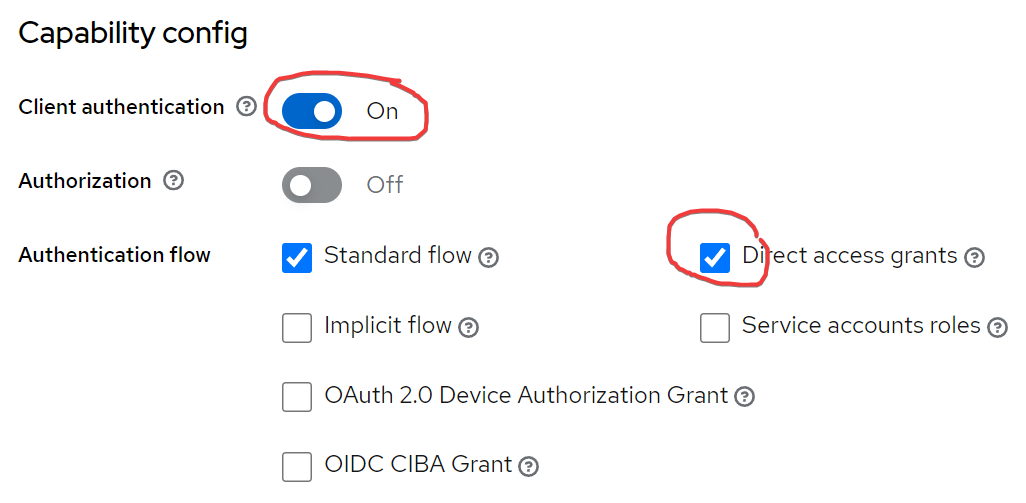 Capability config
Client authentication ? On
Authorization ? Off
Authentication flow Standard flow ? Direct access grants ?
Implicit flow ? Service accounts roles ?
OAuth 2.0 Device Authorization Grant ?
OIDC CIBA Grant ?